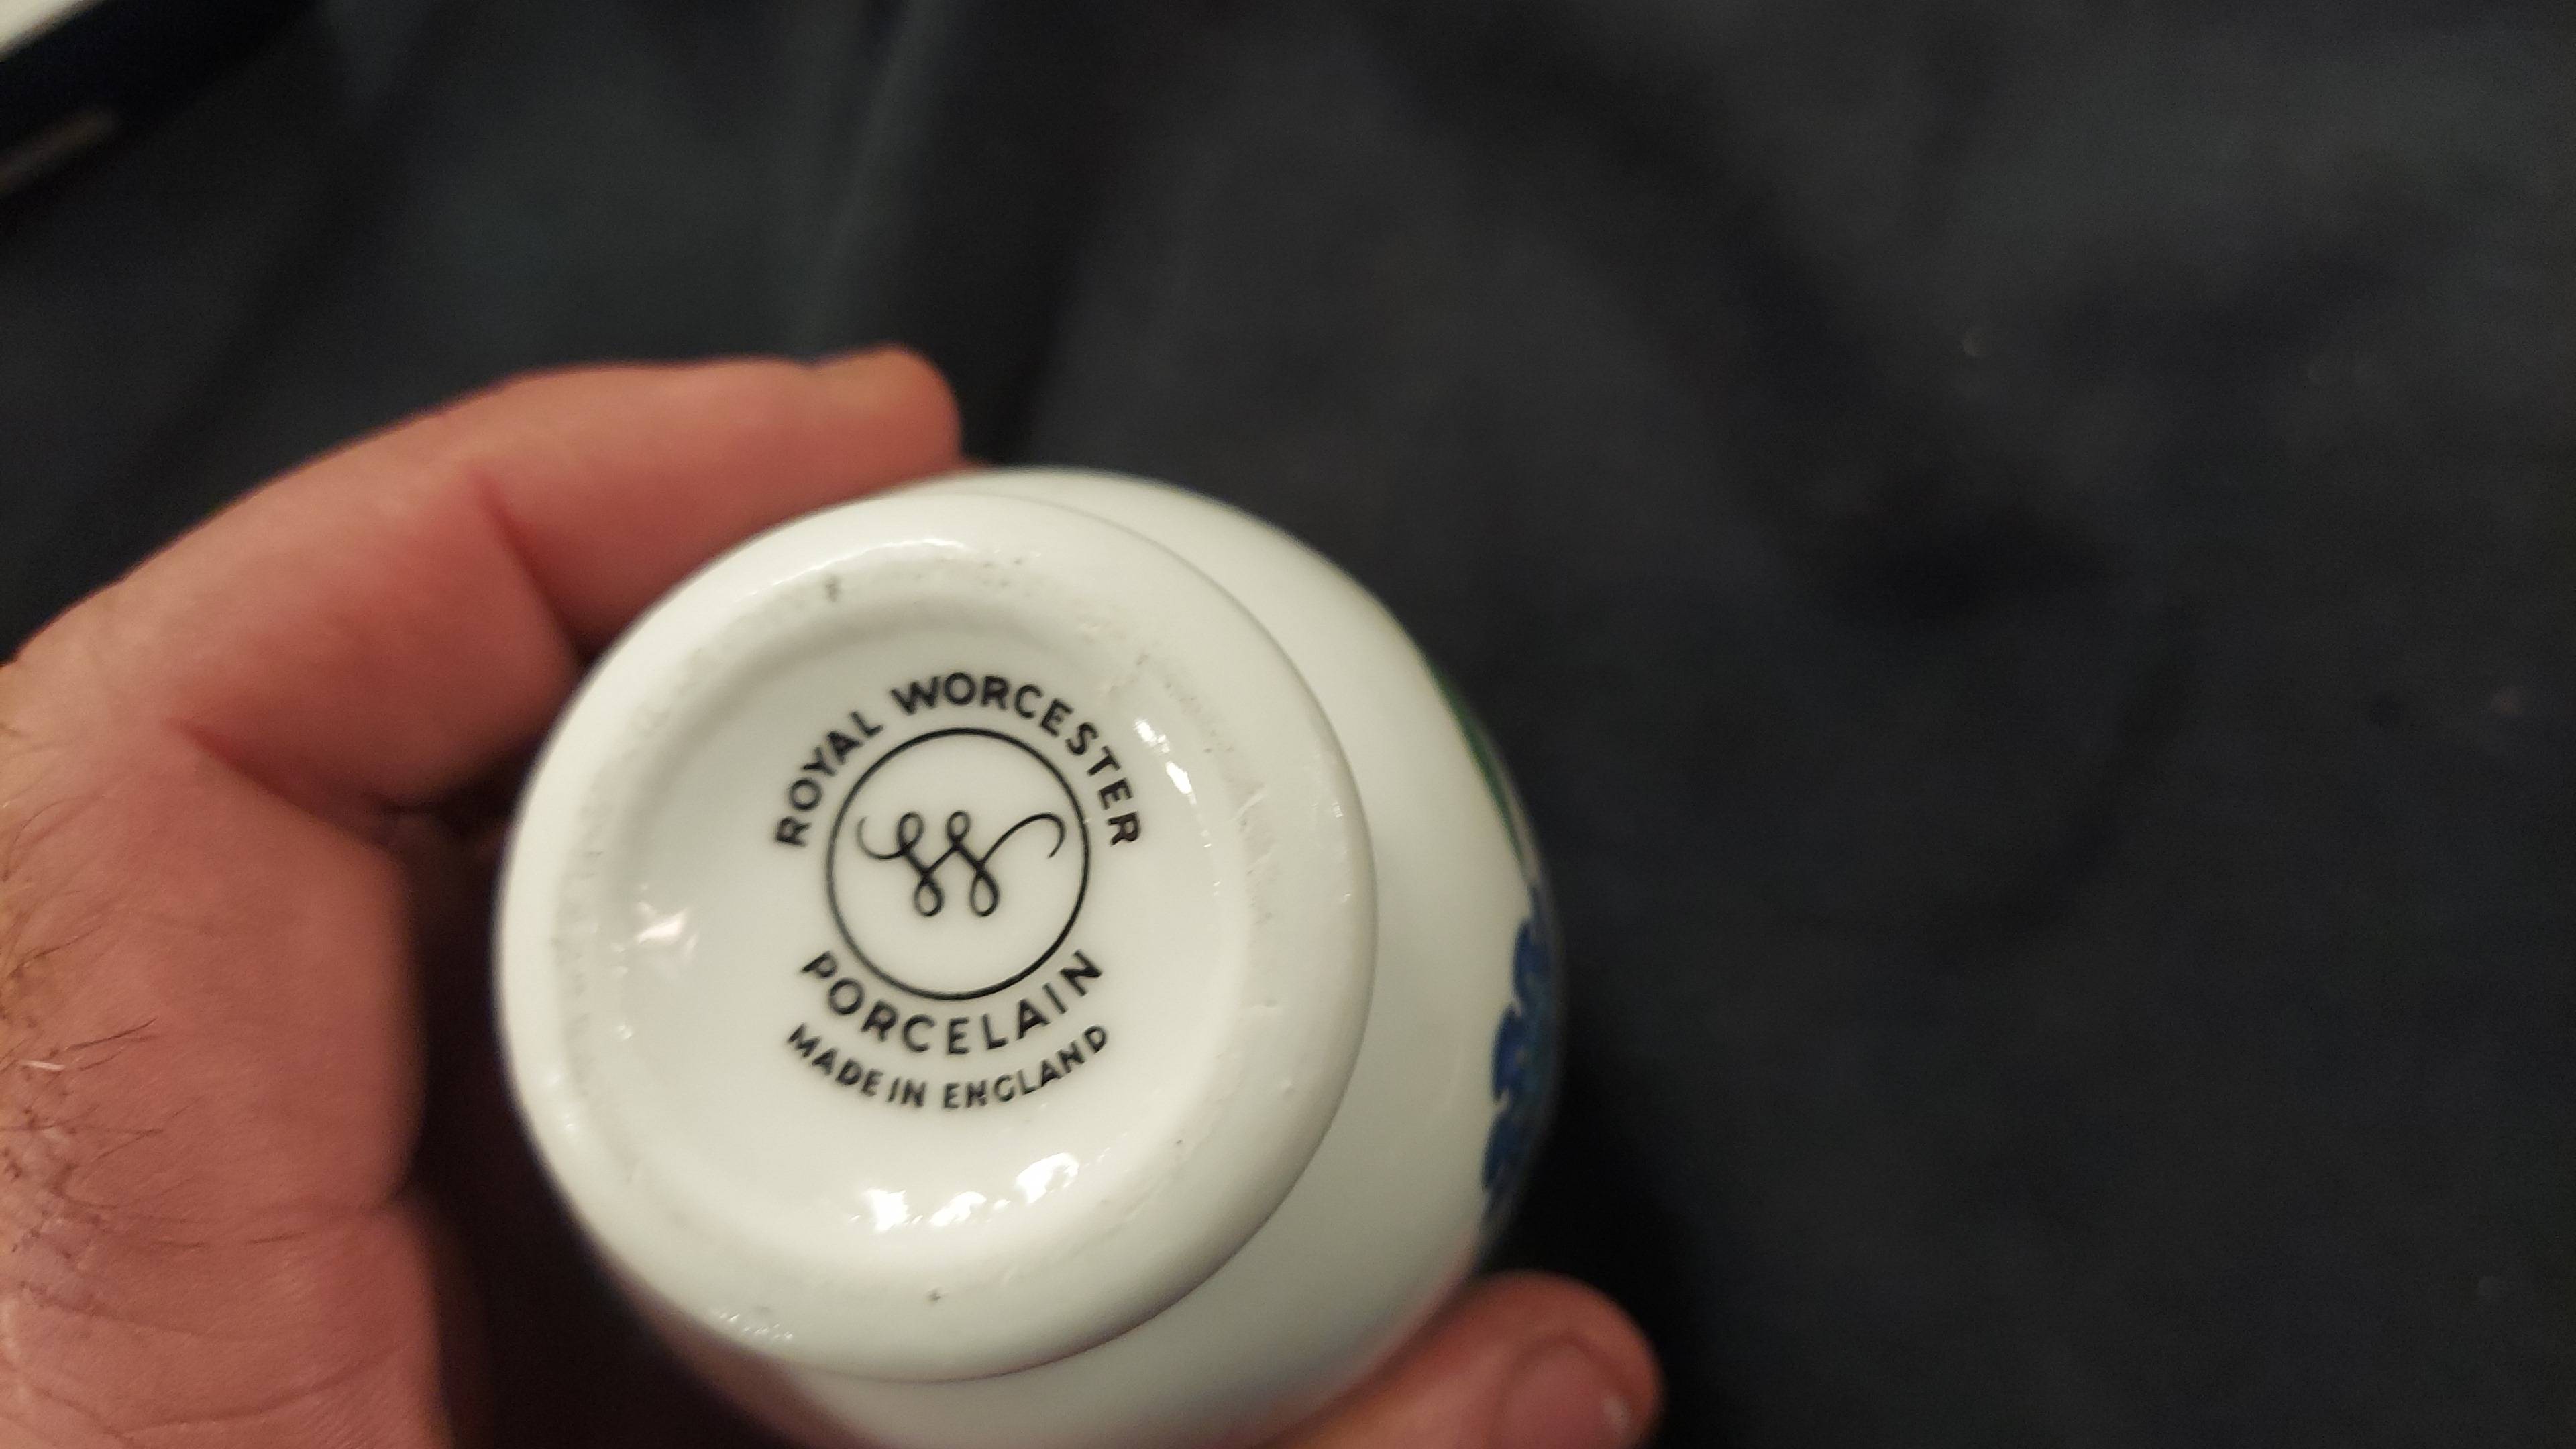 ROYAL WORCESTER
W
PORCELAIN
MADE IN ENGLAND